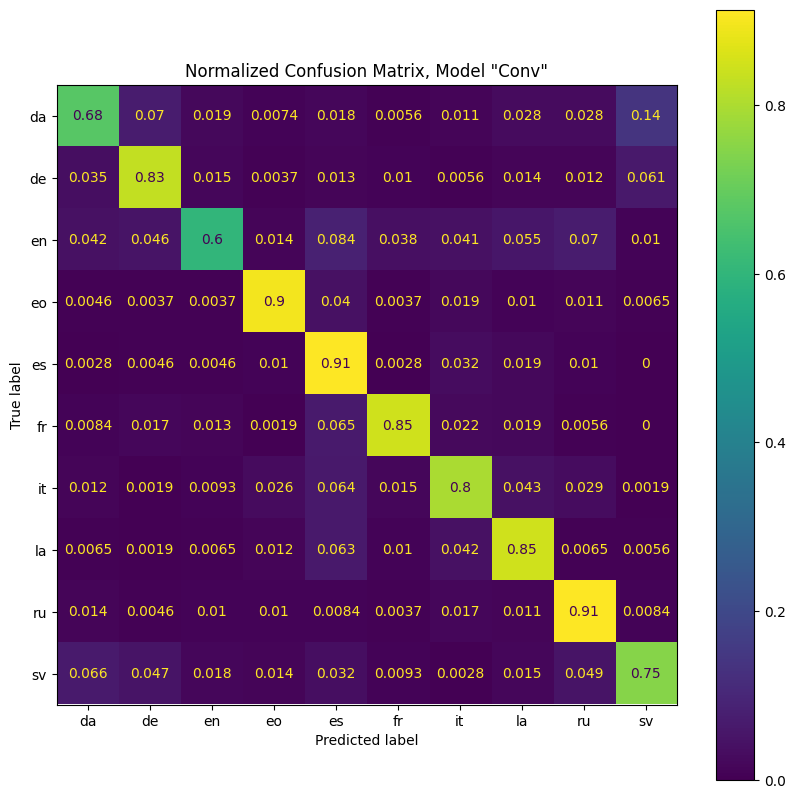 Normalized Confusion Matrix, Model "Conv"
da 0.68 0.07 0.019 0.0074 0.018 0.0056 0.011 0.028 0.028 0.14
de 0.035 0.83 0.015 0.0037 0.013 0.01 0.0056 0.014 0.012 0.061
en 0.042 0.046 0.6 0.014 0.084 0.038 0.041 0.055 0.07 0.01
eo 0.0046 0.0037 0.0037 0.9 0.04 0.0037 0.019 0.01 0.011 0.0065
es 0.0028 0.0046 0.0046 0.01 0.91 0.0028 0.032 0.019 0.01 0
fr 0.0084 0.017 0.013 0.0019 0.065 0.85 0.022 0.019 0.0056 0
it 0.012 0.0019 0.0093 0.026 0.064 0.015 0.8 0.043 0.029 0.0019
la 0.0065 0.0019 0.0065 0.012 0.063 0.01 0.042 0.85 0.0065 0.0056
ru 0.014 0.0046 0.01 0.01 0.0084 0.0037 0.017 0.011 0.91 0.0084
sv 0.066 0.047 0.018 0.014 0.032 0.0093 0.0028 0.015 0.049 0.75
da de en eo es fr it la ru sv
Predicted label
True label
0.8
0.6
0.4
0.2
0.0